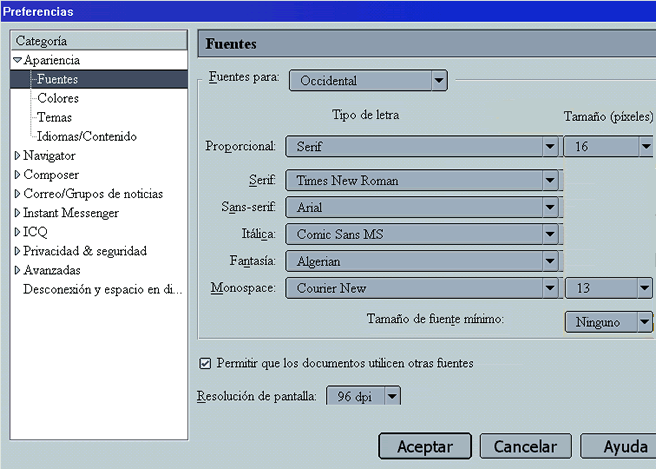 Preferencias
Categoría
Apariencia
Fuentes
Colores
Temas
Idiomas/Contenido
Navigator
Composer
Correo/Grupos de noticias
Instant Messenger
ICQ
Privacidad & seguridad
Avanzadas
Desconexión y espacio en di...
Fuentes
Fuentes para: Occidental
Tipo de letra Tamaño (píxeles)
Proporcional: Serif 16
Serif: Times New Roman
Sans-serif: Arial
Itálica: Comic Sans MS
Fantasía: Algerian
Monospace: Courier New 13
Tamaño de fuente mínimo: Ninguno
Permitir que los documentos utilicen otras fuentes
Resolución de pantalla: 96 dpi
Aceptar Cancelar Ayuda